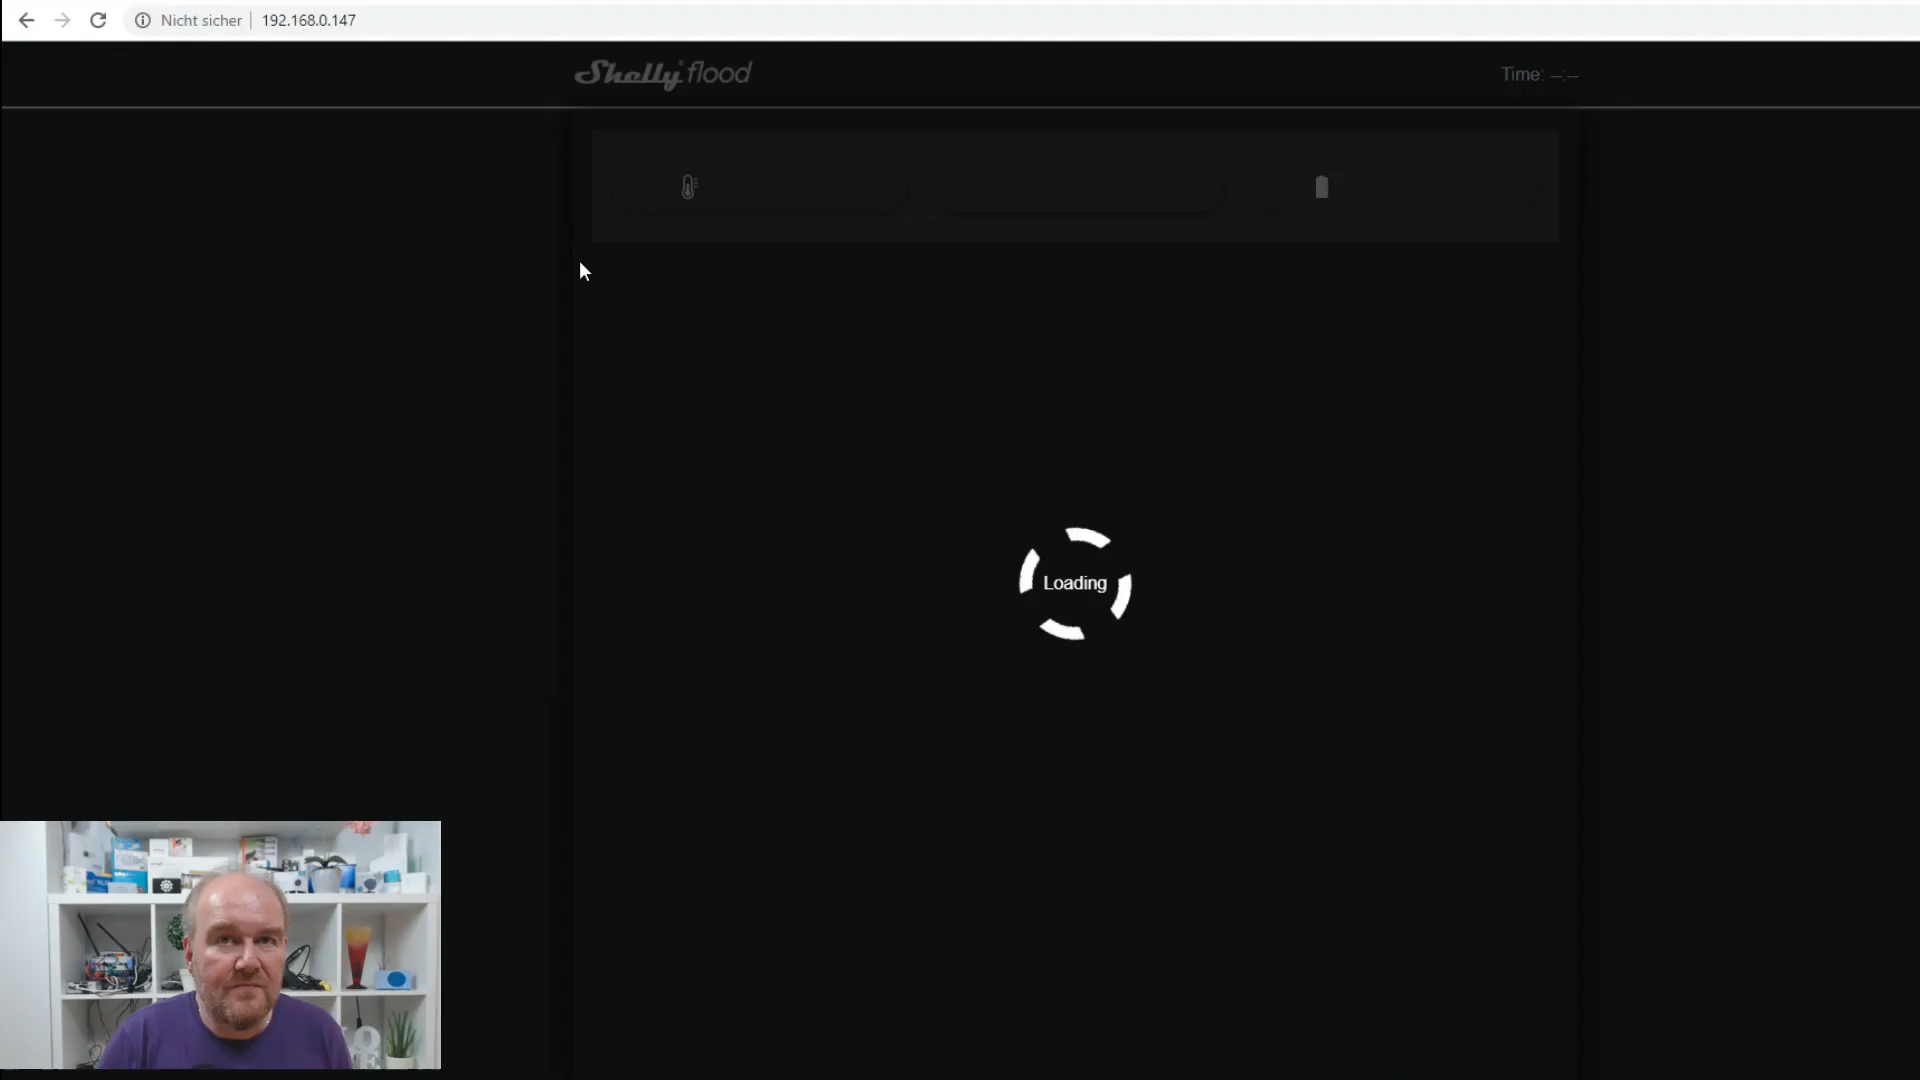 Nicht sicher 192.168.0.147
Shelly flood
Time: --:--
Loading